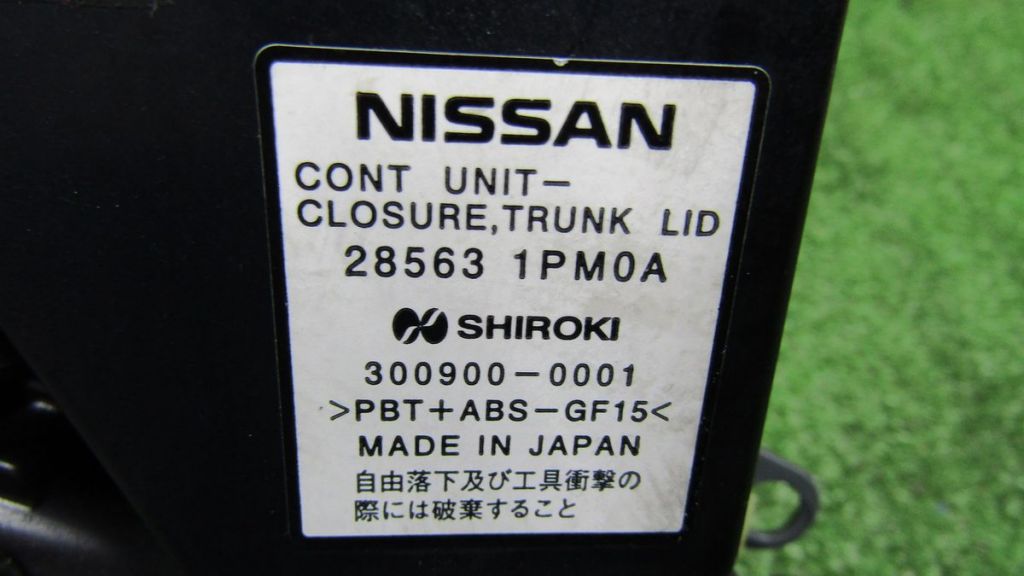 NISSAN
CONT UNIT-
CLOSURE,TRUNK LID
28563 1PM0A
SHIROKI
300900-0001
>PBT+ABS-GF15<
MADE IN JAPAN
自由落下及び工具衝撃の
際には破棄すること